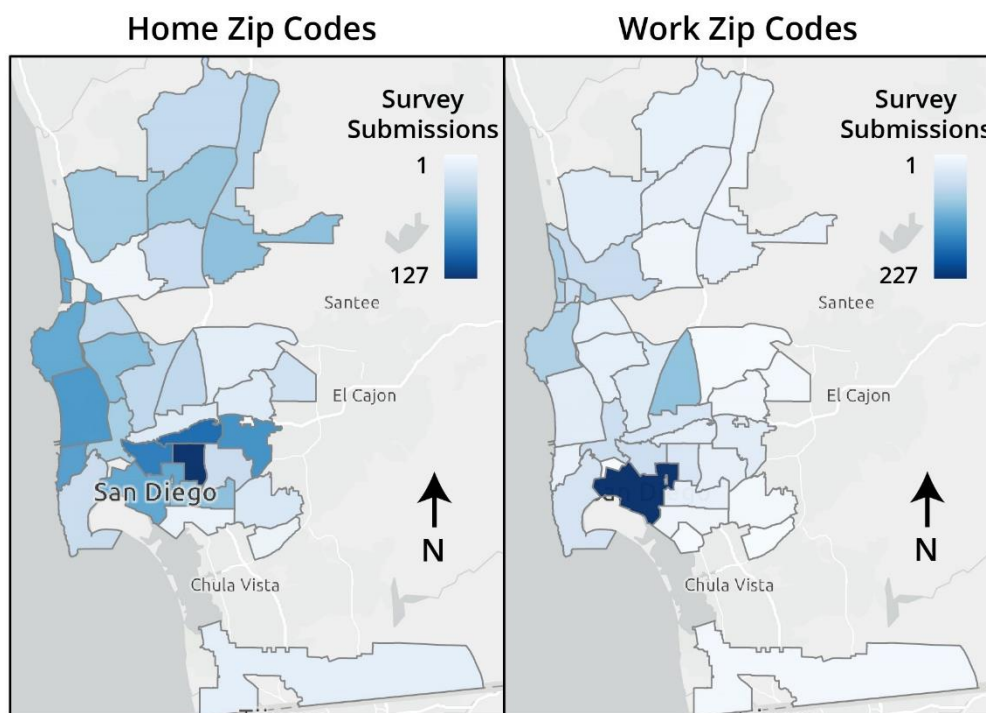 Home Zip Codes
Work Zip Codes
Survey
Submissions
1
127
Santee
El Cajon
San Diego
N
Chula Vista
Survey
Submissions
1
227
Santee
El Cajon
N
Chula Vista